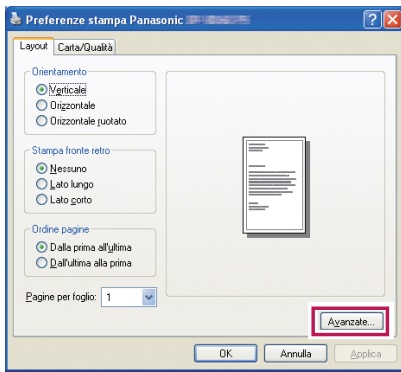 Preferenze stampa Panasonic
Layout Carta/Qualità
Orientamento
Verticale
Orizzontale
Orizzontale ruotato
Stampa fronte retro
Nessuno
Lato lungo
Lato corto
Ordine pagine
Dalla prima all'ultima
Dall'ultima alla prima
Pagine per foglio: 1
Avanzate...
OK Annulla Applica